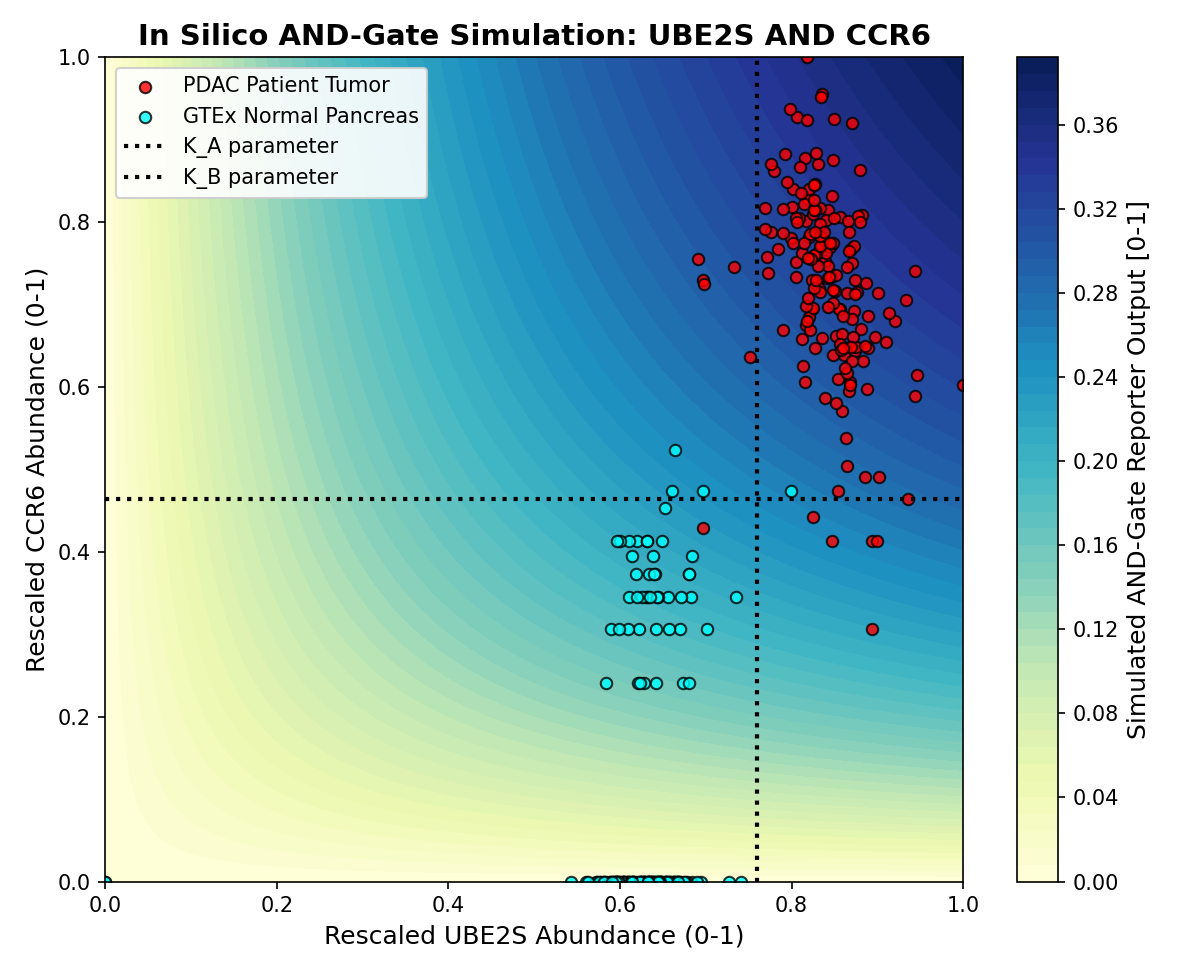 In Silico AND-Gate Simulation: UBE2S AND CCR6
PDAC Patient Tumor
GTEx Normal Pancreas
K_A parameter
K_B parameter
Rescaled CCR6 Abundance (0-1)
1.0
0.8
0.6
0.4
0.2
0.0
0.0 0.2 0.4 0.6 0.8 1.0
Rescaled UBE2S Abundance (0-1)
0.36
0.32
0.28
0.24
0.20
0.16
0.12
0.08
0.04
0.00
Simulated AND-Gate Reporter Output [0-1]